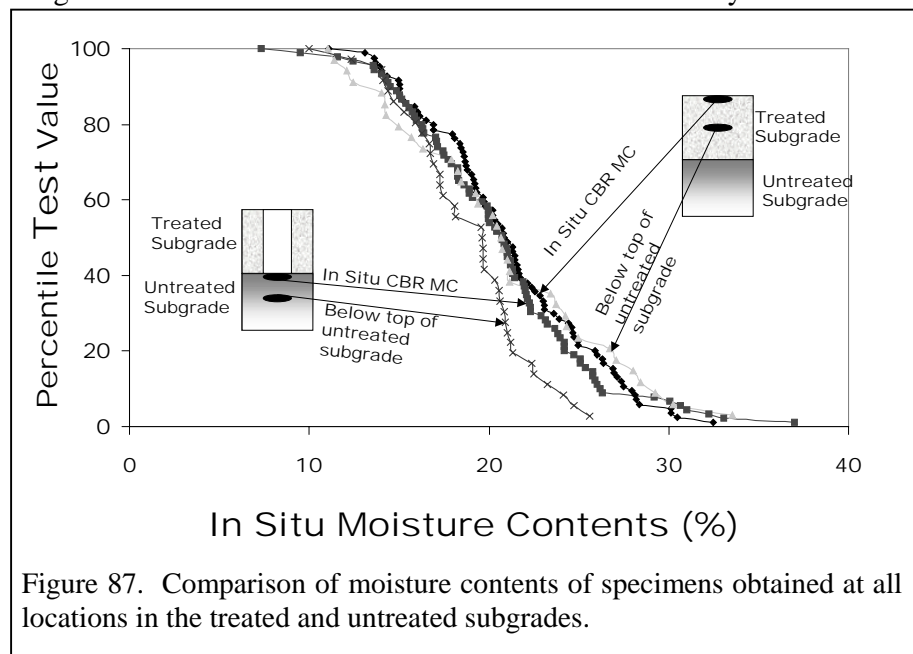 Percentile Test Value
100
80
60
40
20
0
0
10
20
30
40
In Situ Moisture Contents (%)
Treated
Subgrade
Untreated
Subgrade
In Situ CBR MC
Below top of
untreated
subgrade
Treated
Subgrade
Untreated
Subgrade
In Situ CBR MC
Below top of
untreated
subgrade
Figure 87.  Comparison of moisture contents of specimens obtained at all
locations in the treated and untreated subgrades.